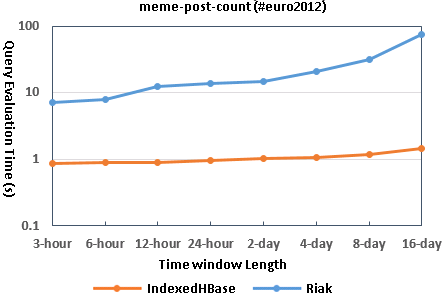 meme-post-count (#euro2012)
Query Evaluation Time (s)
100
10
1
0.1
3-hour 6-hour 12-hour 24-hour 2-day 4-day 8-day 16-day
Time window Length
IndexedHBase Riak